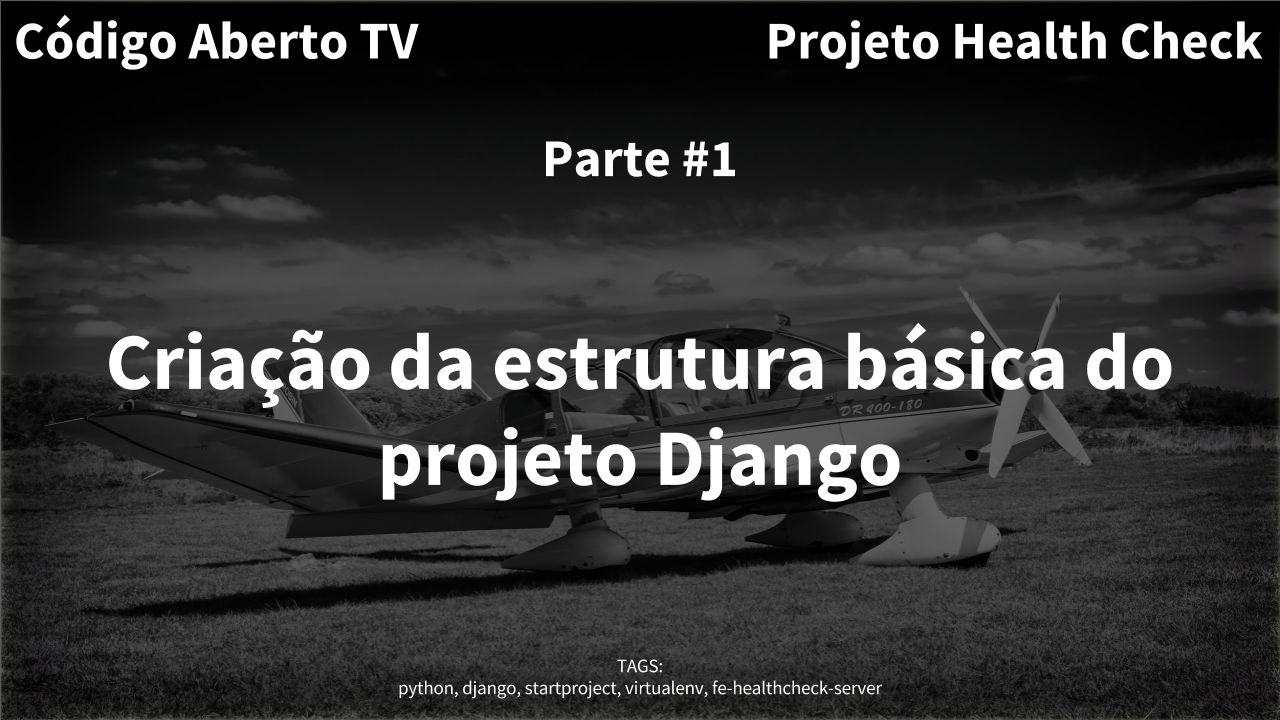 Código Aberto TV
Projeto Health Check
Parte #1
Criação da estrutura básica do
projeto Django
DR 400-180
TAGS:
python, django, startproject, virtualenv, fe-healthcheck-server